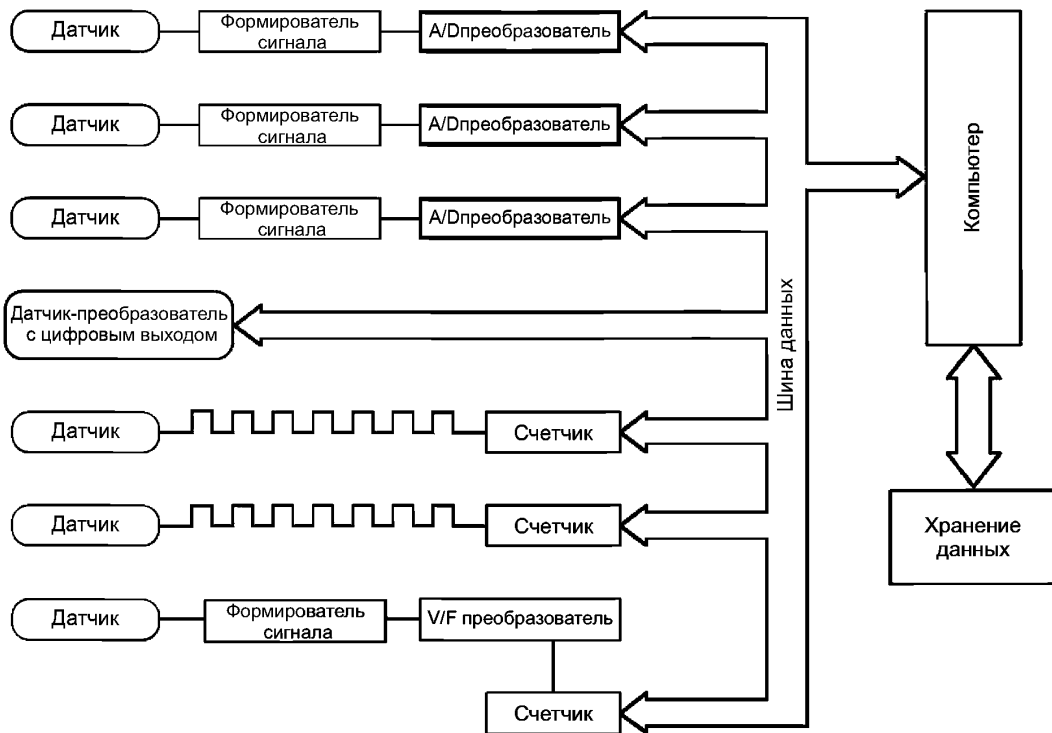 Датчик
Формирователь
сигнала
A/Dпреобразователь
Датчик
Формирователь
сигнала
A/Dпреобразователь
Датчик
Формирователь
сигнала
A/Dпреобразователь
Датчик-преобразователь
с цифровым выходом
Датчик
Счетчик
Датчик
Счетчик
Датчик
Формирователь
сигнала
V/F преобразователь
Счетчик
Шина данных
Компьютер
Хранение
данных